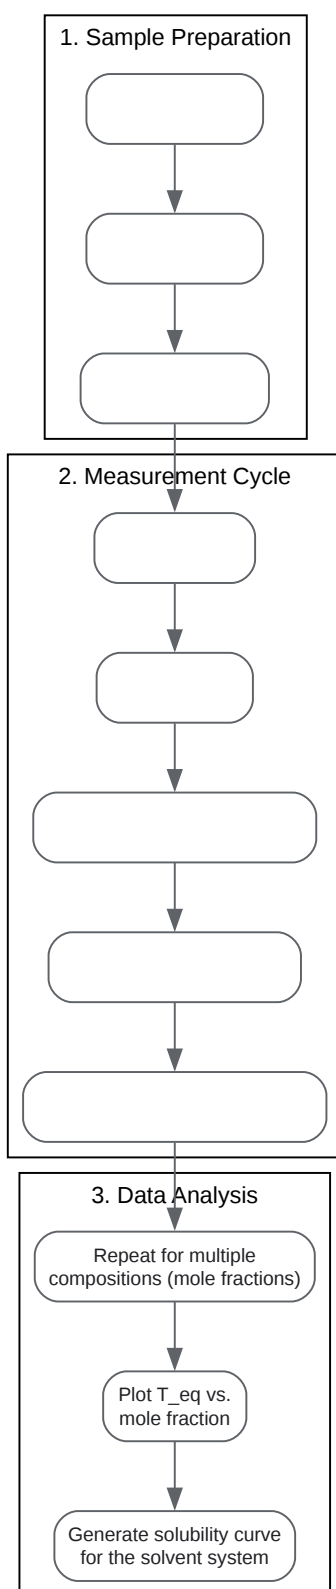 1. Sample Preparation
2. Measurement Cycle
3. Data Analysis
Repeat for multiple
compositions (mole fractions)
Plot T_eq vs.
mole fraction
Generate solubility curve
for the solvent system